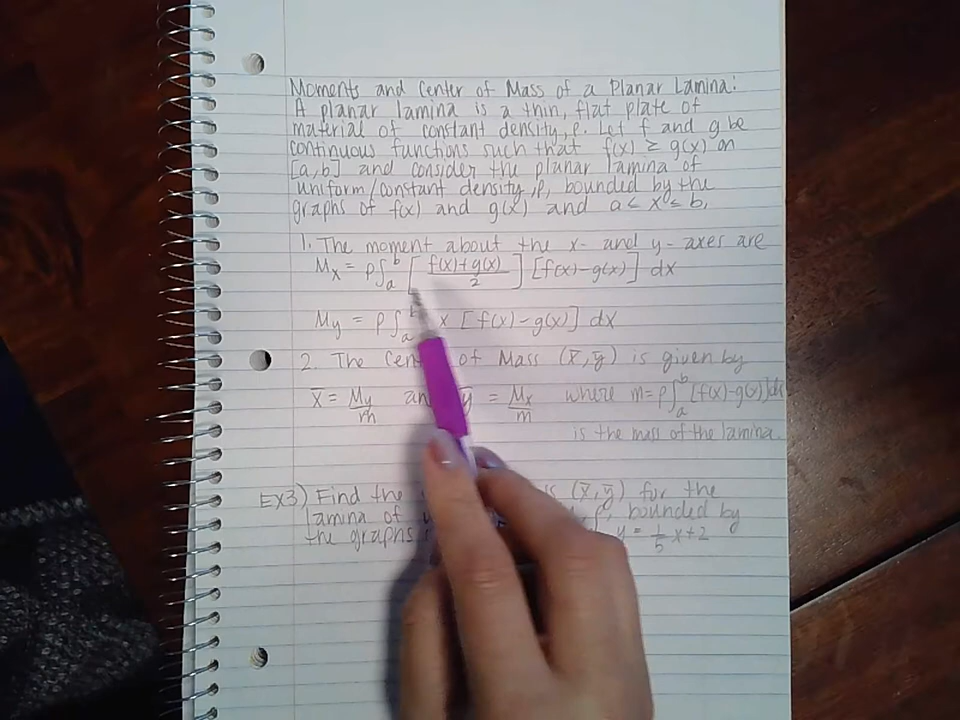 Moments and Center of Mass of a Planar Lamina:
A planar lamina is a thin, flat plate of
material of constant density, ρ. Let f and g be
continuous functions such that f(x) ≥ g(x) on
[a,b] and consider the planar lamina of
uniform/constant density, ρ, bounded by the
graphs of f(x) and g(x) and a ≤ x ≤ b.
1. The moment about the x- and y-axes are
Mx = ρ∫_a^b [(f(x)+g(x))/2] [f(x)-g(x)] dx
My = ρ∫_a x [f(x)-g(x)] dx
2. The of Mass (x̄,ȳ) is given by
x̄ = My/m = Mx/m where m = ρ∫_a^b [f(x)-g(x)]dx
is the mass of the lamina.
Ex3) Find the (x̄,ȳ) for the
lamina of bounded by
the graphs y = 1/5 x+2